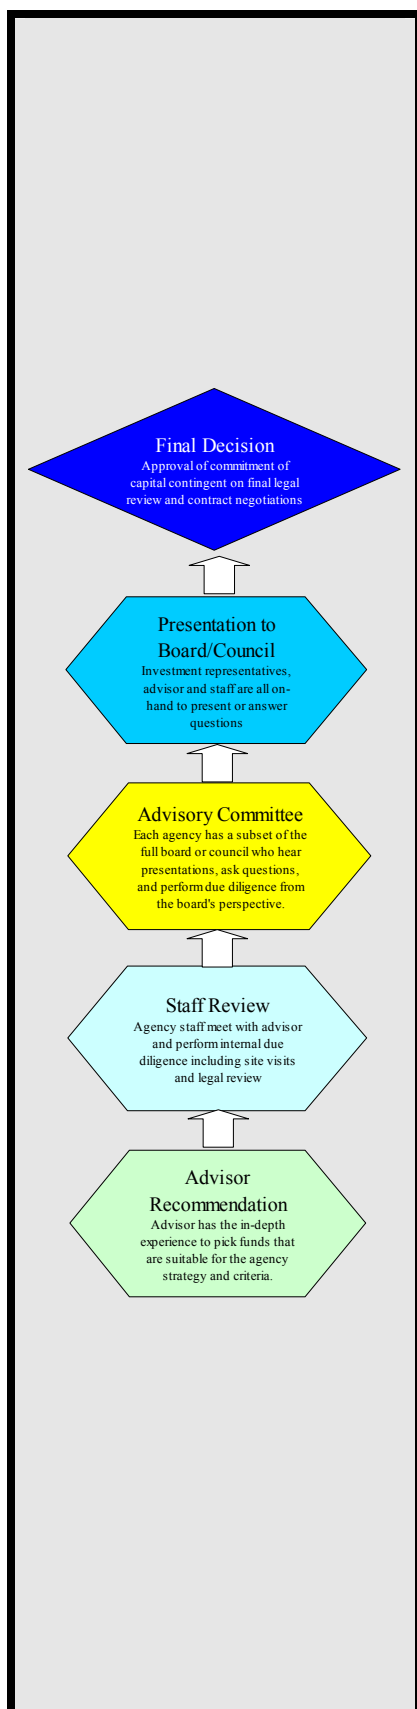 Final Decision
Approval of commitment of
capital contingent on final legal
review and contract negotiations
Presentation to
Board/Council
Investment representatives,
advisor and staff are all on-
hand to present or answer
questions
Advisory Committee
Each agency has a subset of the
full board or council who hear
presentations, ask questions,
and perform due diligence from
the board's perspective.
Staff Review
Agency staff meet with advisor
and perform internal due
diligence including site visits
and legal review
Advisor
Recommendation
Advisor has the in-depth
experience to pick funds that
are suitable for the agency
strategy and criteria.